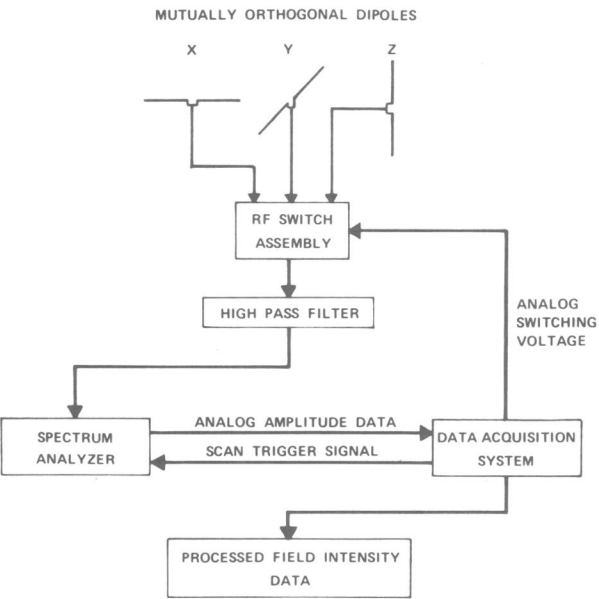 MUTUALLY ORTHOGONAL DIPOLES
X Y Z
RF SWITCH
ASSEMBLY
HIGH PASS FILTER
ANALOG
SWITCHING
VOLTAGE
SPECTRUM
ANALYZER
ANALOG AMPLITUDE DATA
SCAN TRIGGER SIGNAL
DATA ACQUISITION
SYSTEM
PROCESSED FIELD INTENSITY
DATA